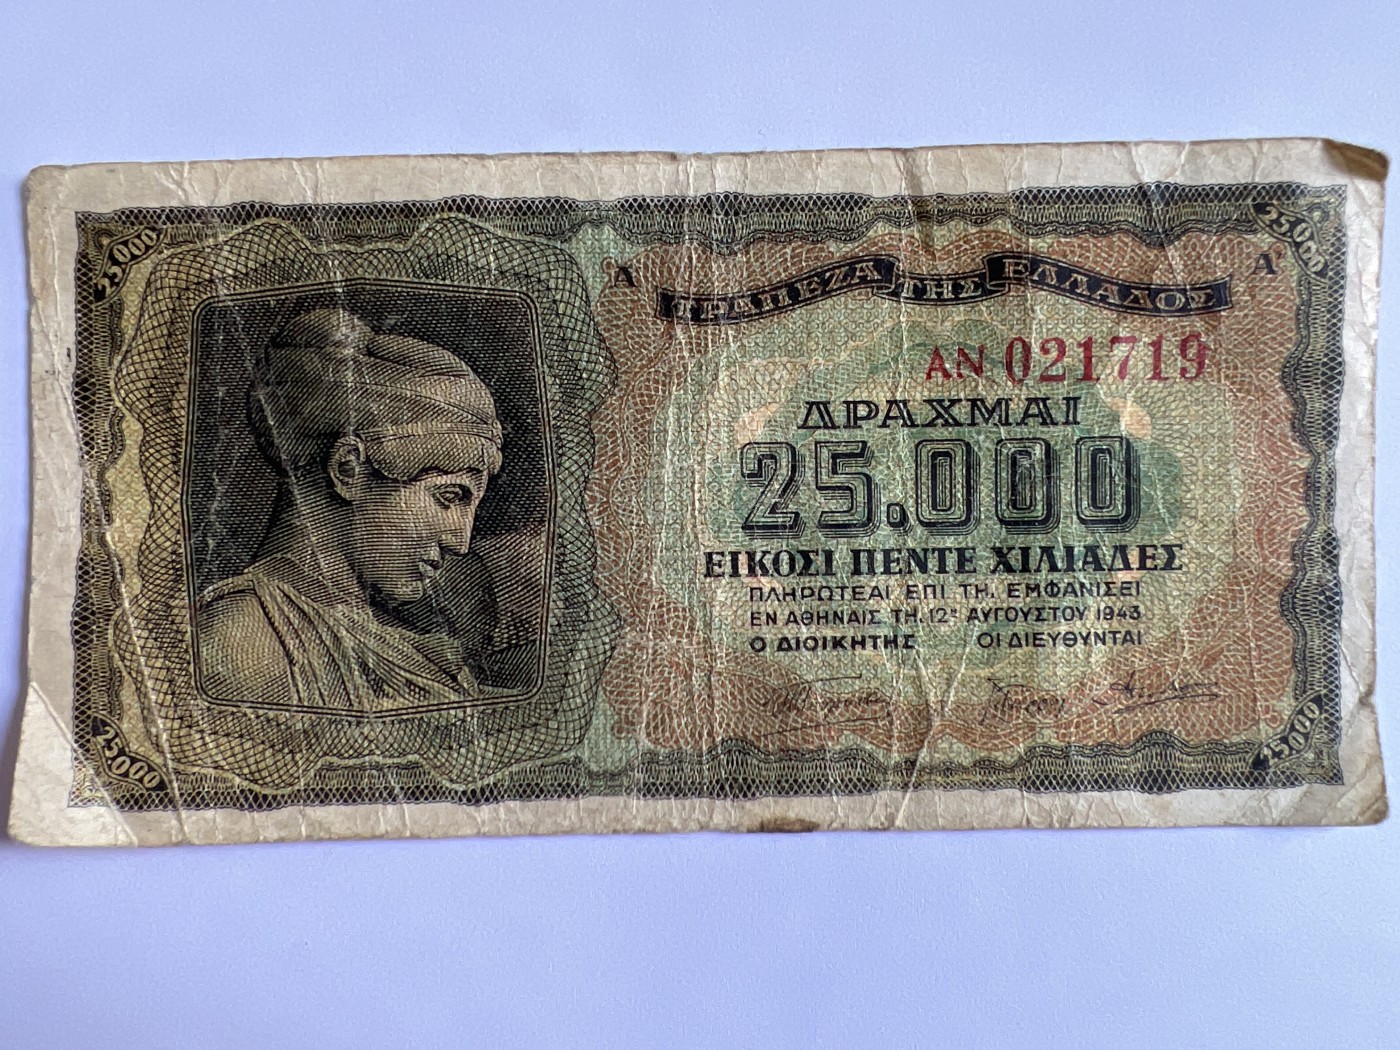 25000
25000
Α
Α'
ΤΡΑΠΕΖΑ ΤΗΣ ΕΛΛΑΔΟΣ
ΑΝ 021719
ΔΡΑΧΜΑΙ
25.000
ΕΙΚΟΣΙ ΠΕΝΤΕ ΧΙΛΙΑΔΕΣ
ΠΛΗΡΩΤΕΑΙ ΕΠΙ ΤΗ. ΕΜΦΑΝΙΣΕΙ
ΕΝ ΑΘΗΝΑΙΣ ΤΗ. 12ῃ ΑΥΓΟΥΣΤΟΥ 1943
Ο ΔΙΟΙΚΗΤΗΣ ΟΙ ΔΙΕΥΘΥΝΤΑΙ
25000
25000